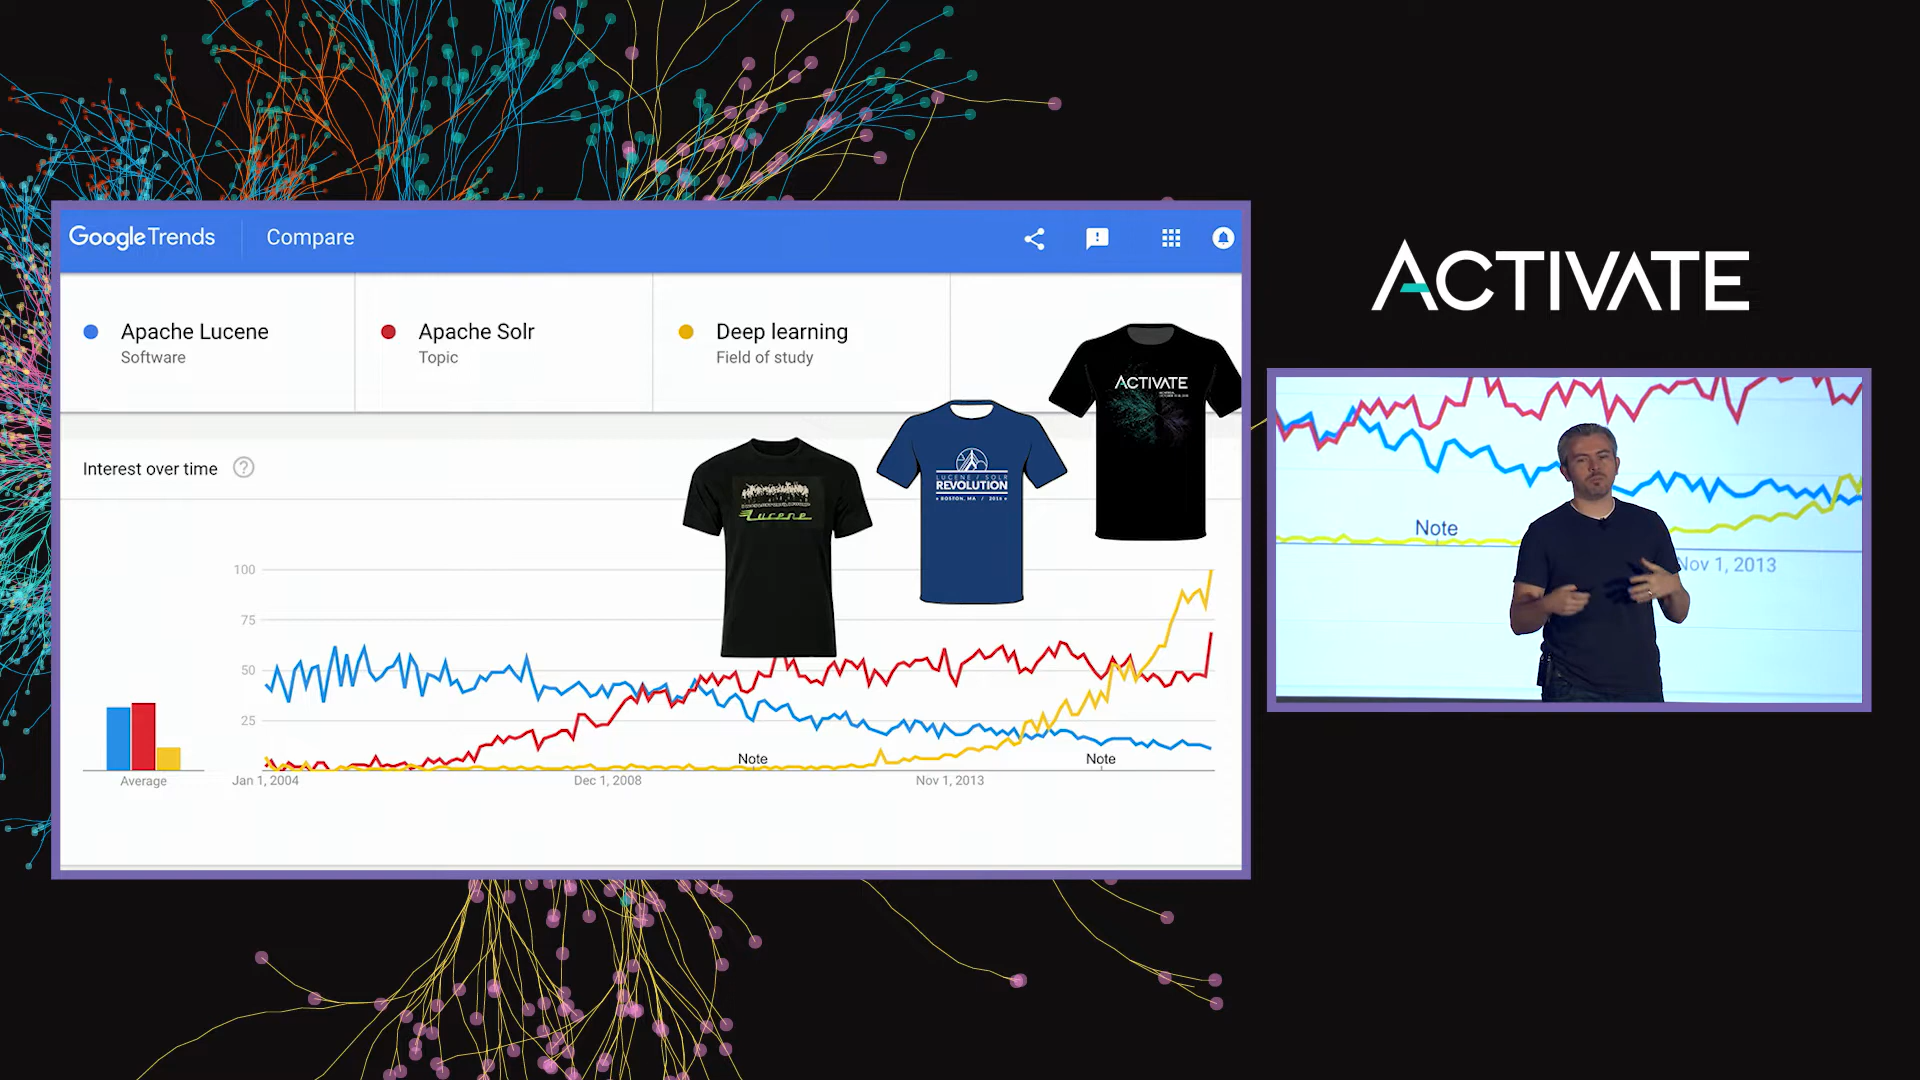 Google Trends Compare
Apache Lucene
Software
Apache Solr
Topic
Deep learning
Field of study
ACTIVATE
ACTIVATE
Interest over time
Lucene
LUCENE / SOLR
REVOLUTION
100
75
50
25
Note
Note
Average
Jan 1, 2004
Dec 1, 2008
Nov 1, 2013
Note
Nov 1, 2013